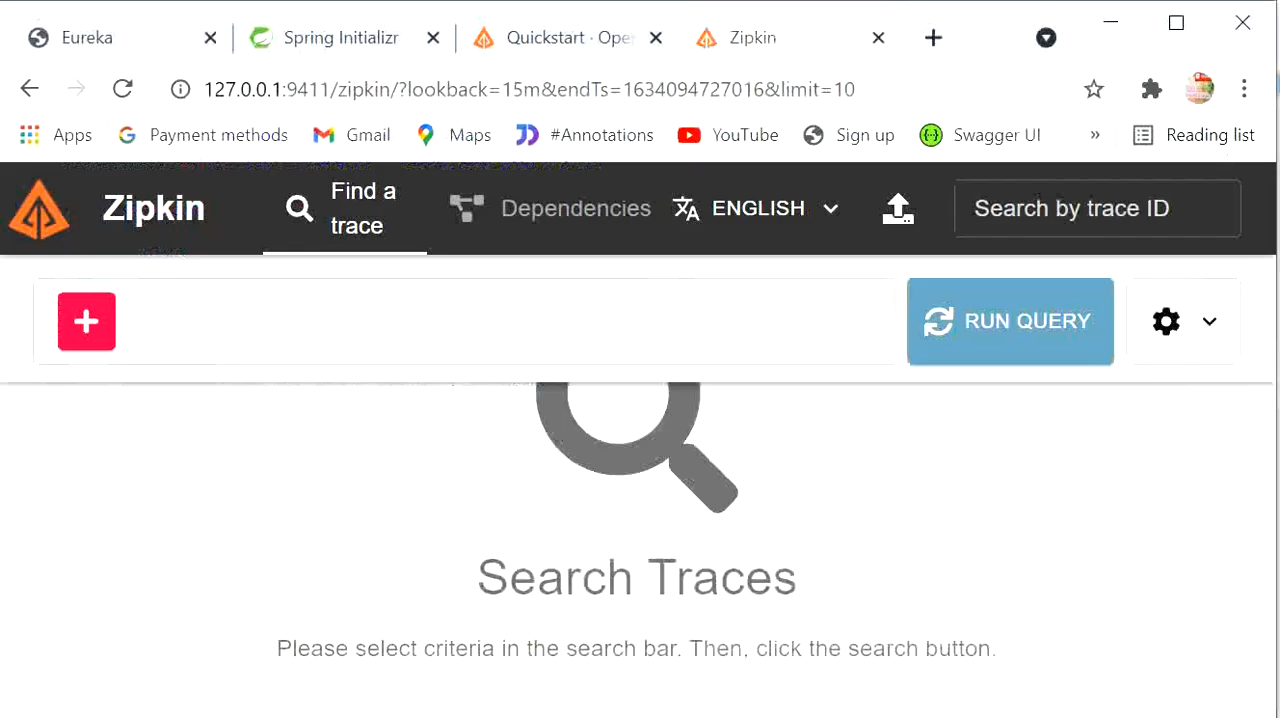 Eureka
Spring Initializr
Quickstart · Ope
Zipkin
127.0.0.1:9411/zipkin/?lookback=15m&endTs=1634094727016&limit=10
Apps
Payment methods
Gmail
Maps
#Annotations
YouTube
Sign up
Swagger UI
»
Reading list
Zipkin
Find a
trace
Dependencies
ENGLISH
Search by trace ID
RUN QUERY
Search Traces
Please select criteria in the search bar. Then, click the search button.